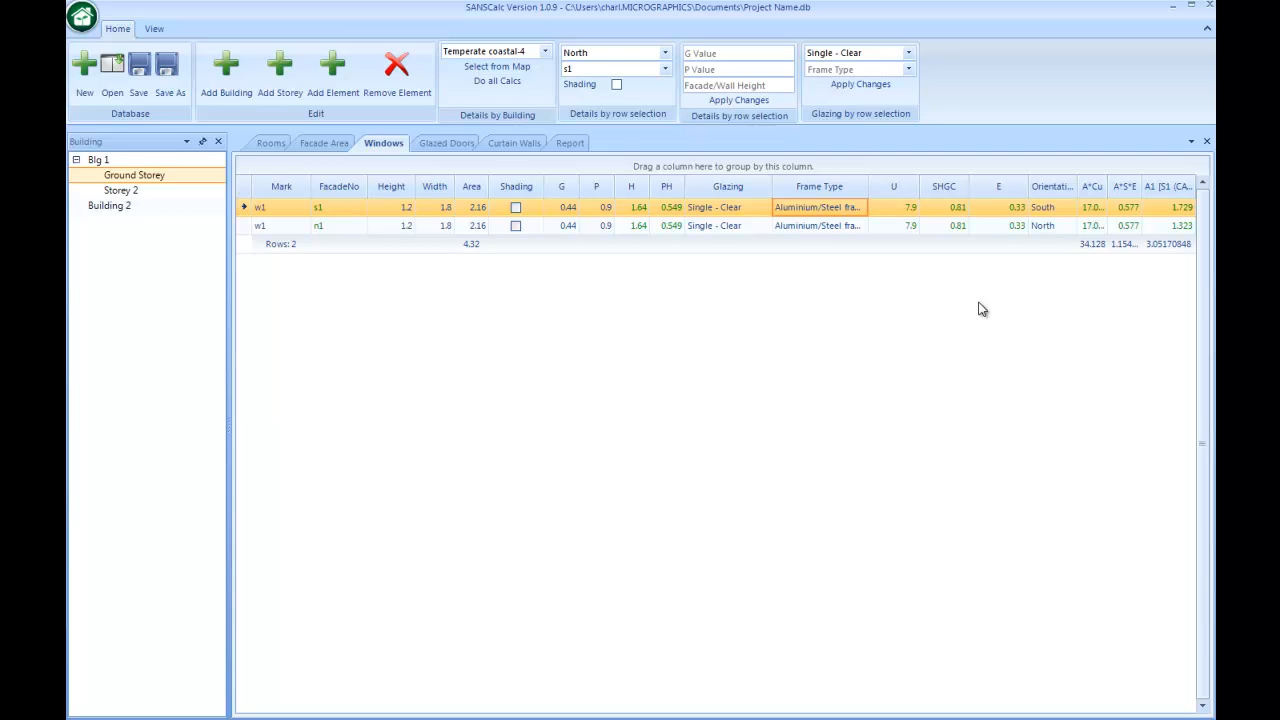 SANSCalc Version 1.0.9 - C:\Users\charl.MICROGRAPHICS\Documents\Project Name.db
Home View
New Open Save Save As
Database
Add Building Add Storey Add Element Remove Element
Edit
Temperate coastal-4
Select from Map
Do all Calcs
Details by Building
North
s1
Shading
Details by row selection
G Value
P Value
Facade/Wall Height
Apply Changes
Details by row selection
Single - Clear
Frame Type
Apply Changes
Glazing by row selection
Building
Blg 1
Ground Storey
Storey 2
Building 2
Rooms Facade Area Windows Glazed Doors Curtain Walls Report
Drag a column here to group by this column.
Mark FacadeNo Height Width Area Shading G P H PH Glazing Frame Type U SHGC E Orientati... A*Cu A*S*E A1 [S1 (CA...
w1 s1 1.2 1.8 2.16 0.44 0.9 1.64 0.549 Single - Clear Aluminium/Steel fra... 7.9 0.81 0.33 South 17.0... 0.577 1.729
w1 n1 1.2 1.8 2.16 0.44 0.9 1.64 0.549 Single - Clear Aluminium/Steel fra... 7.9 0.81 0.33 North 17.0... 0.577 1.323
Rows: 2 4.32 34.128 1.154... 3.05170848